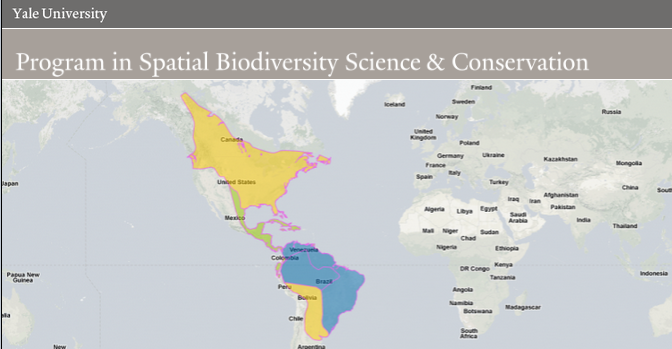 Yale University
Program in Spatial Biodiversity Science & Conservation
Finland
Iceland
Sweden
Russia
Norway
Canada
United Kingdom
Poland
Germany
Ukraine
Kazakhstan
Mongolia
France
Italy
Spain
Turkey
United States
China
South
Japan
Iraq
Iran
Afghanistan
Pakistan
Algeria
Libya
Egypt
Saudi Arabia
India
Mexico
Mali
Niger
Chad
Sudan
Thailand
Nigeria
Ethiopia
Venezuela
Colombia
Kenya
DR Congo
Indonesia
Papua New Guinea
Tanzania
Peru
Brazil
Angola
Bolivia
Namibia
Madagascar
Botswana
Chile
South Africa
New
Argentina